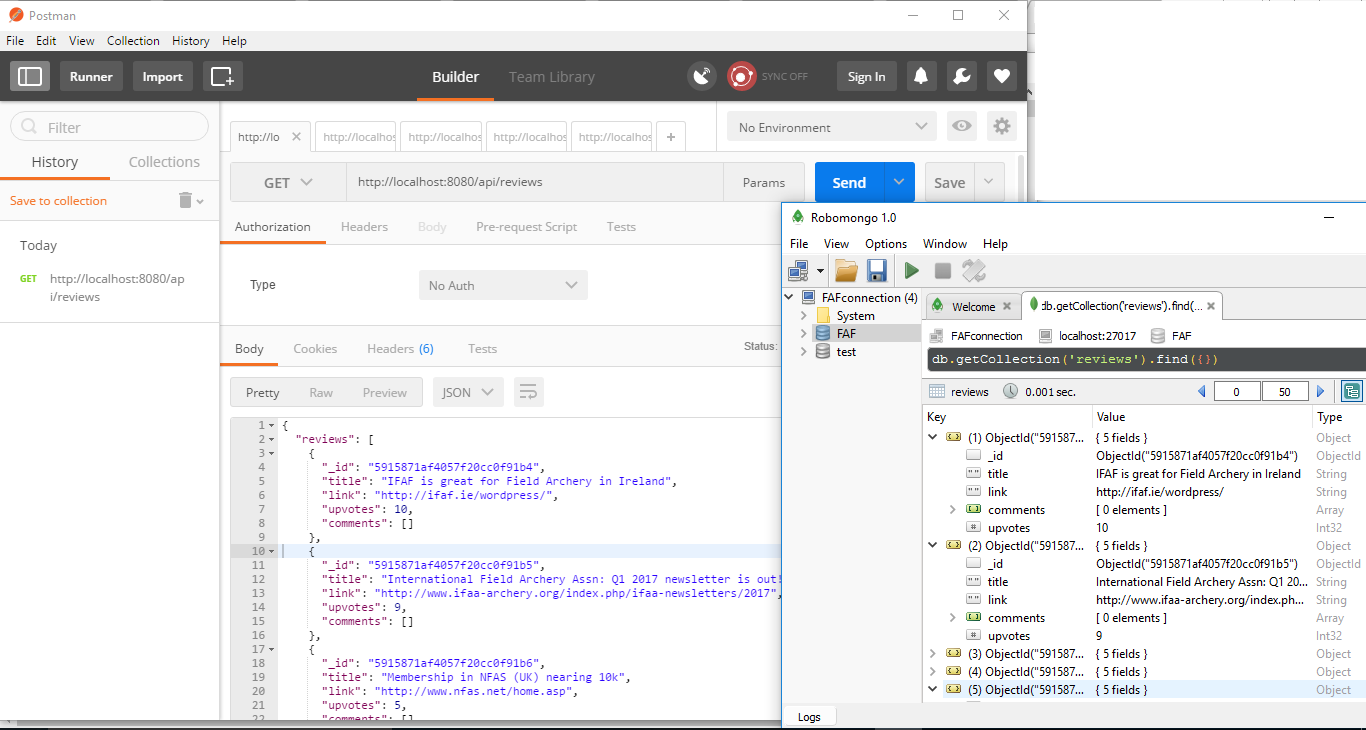 Postman
File Edit View Collection History Help
Runner Import Builder Team Library SYNC OFF Sign In
Filter
History Collections
Save to collection
Today
GET http://localhost:8080/ap
i/reviews
http://lo http://localhos http://localhos http://localhos http://localhos +
No Environment
GET http://localhost:8080/api/reviews Params Send Save
Authorization Headers Body Pre-request Script Tests
Type No Auth
Body Cookies Headers (6) Tests Status:
Pretty Raw Preview JSON
1 {
2 "reviews": [
3 {
4 "_id": "5915871af4057f20cc0f91b4",
5 "title": "IFAF is great for Field Archery in Ireland",
6 "link": "http://ifaf.ie/wordpress/",
7 "upvotes": 10,
8 "comments": []
9 },
10 {
11 "_id": "5915871af4057f20cc0f91b5",
12 "title": "International Field Archery Assn: Q1 2017 newsletter is out!
13 "link": "http://www.ifaa-archery.org/index.php/ifaa-newsletters/2017",
14 "upvotes": 9,
15 "comments": []
16 },
17 {
18 "_id": "5915871af4057f20cc0f91b6",
19 "title": "Membership in NFAS (UK) nearing 10k",
20 "link": "http://www.nfas.net/home.asp",
21 "upvotes": 5,
22 "comments": []
Robomongo 1.0
File View Options Window Help
FAFconnection (4)
System
FAF
test
Welcome db.getCollection('reviews').find(...
FAFconnection localhost:27017 FAF
db.getCollection('reviews').find({})
reviews 0.001 sec. 0 50
Key Value Type
(1) ObjectId("59158​7... { 5 fields } Object
_id ObjectId("5915871af4057f20cc0f91b4") ObjectId
title IFAF is great for Field Archery in Ireland String
link http://ifaf.ie/wordpress/ String
comments [ 0 elements ] Array
upvotes 10 Int32
(2) ObjectId("591587... { 5 fields } Object
_id ObjectId("5915871af4057f20cc0f91b5") ObjectId
title International Field Archery Assn: Q1 20... String
link http://www.ifaa-archery.org/index.ph... String
comments [ 0 elements ] Array
upvotes 9 Int32
(3) ObjectId("591587... { 5 fields } Object
(4) ObjectId("591587... { 5 fields } Object
(5) ObjectId("591587... { 5 fields } Object
Logs